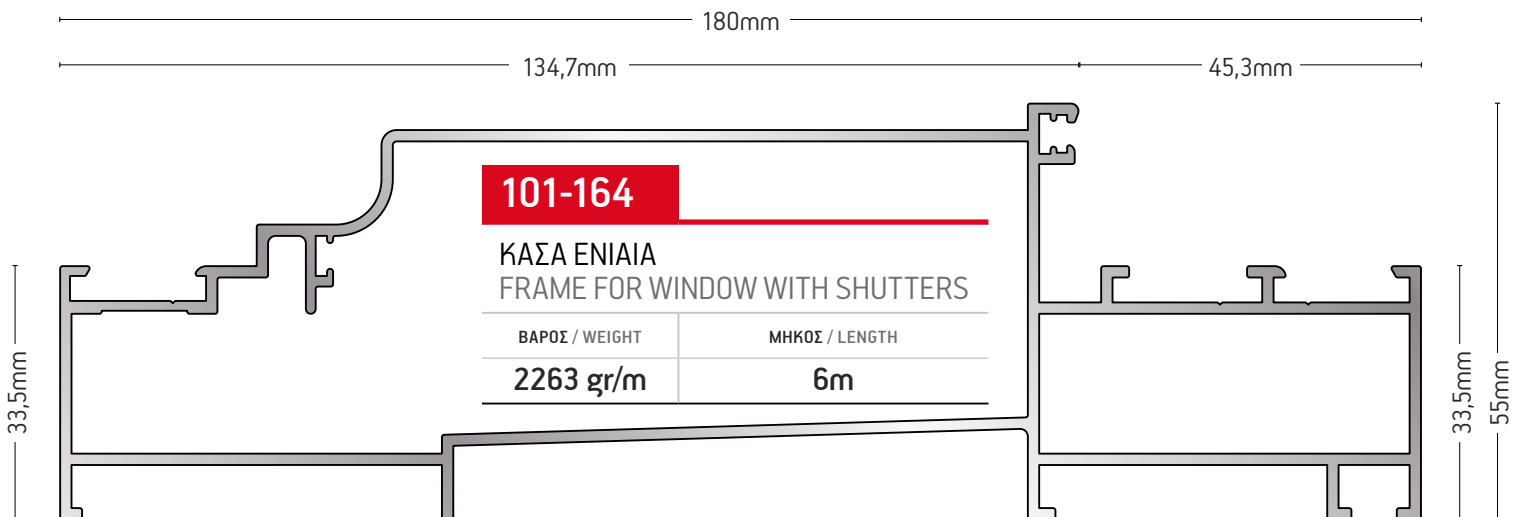 180mm
134,7mm
45,3mm
101-164
ΚΑΣΑ ΕΝΙΑΙΑ
FRAME FOR WINDOW WITH SHUTTERS
ΒΑΡΟΣ / WEIGHT
ΜΗΚΟΣ / LENGTH
2263 gr/m
6m
33,5mm
33,5mm
55mm